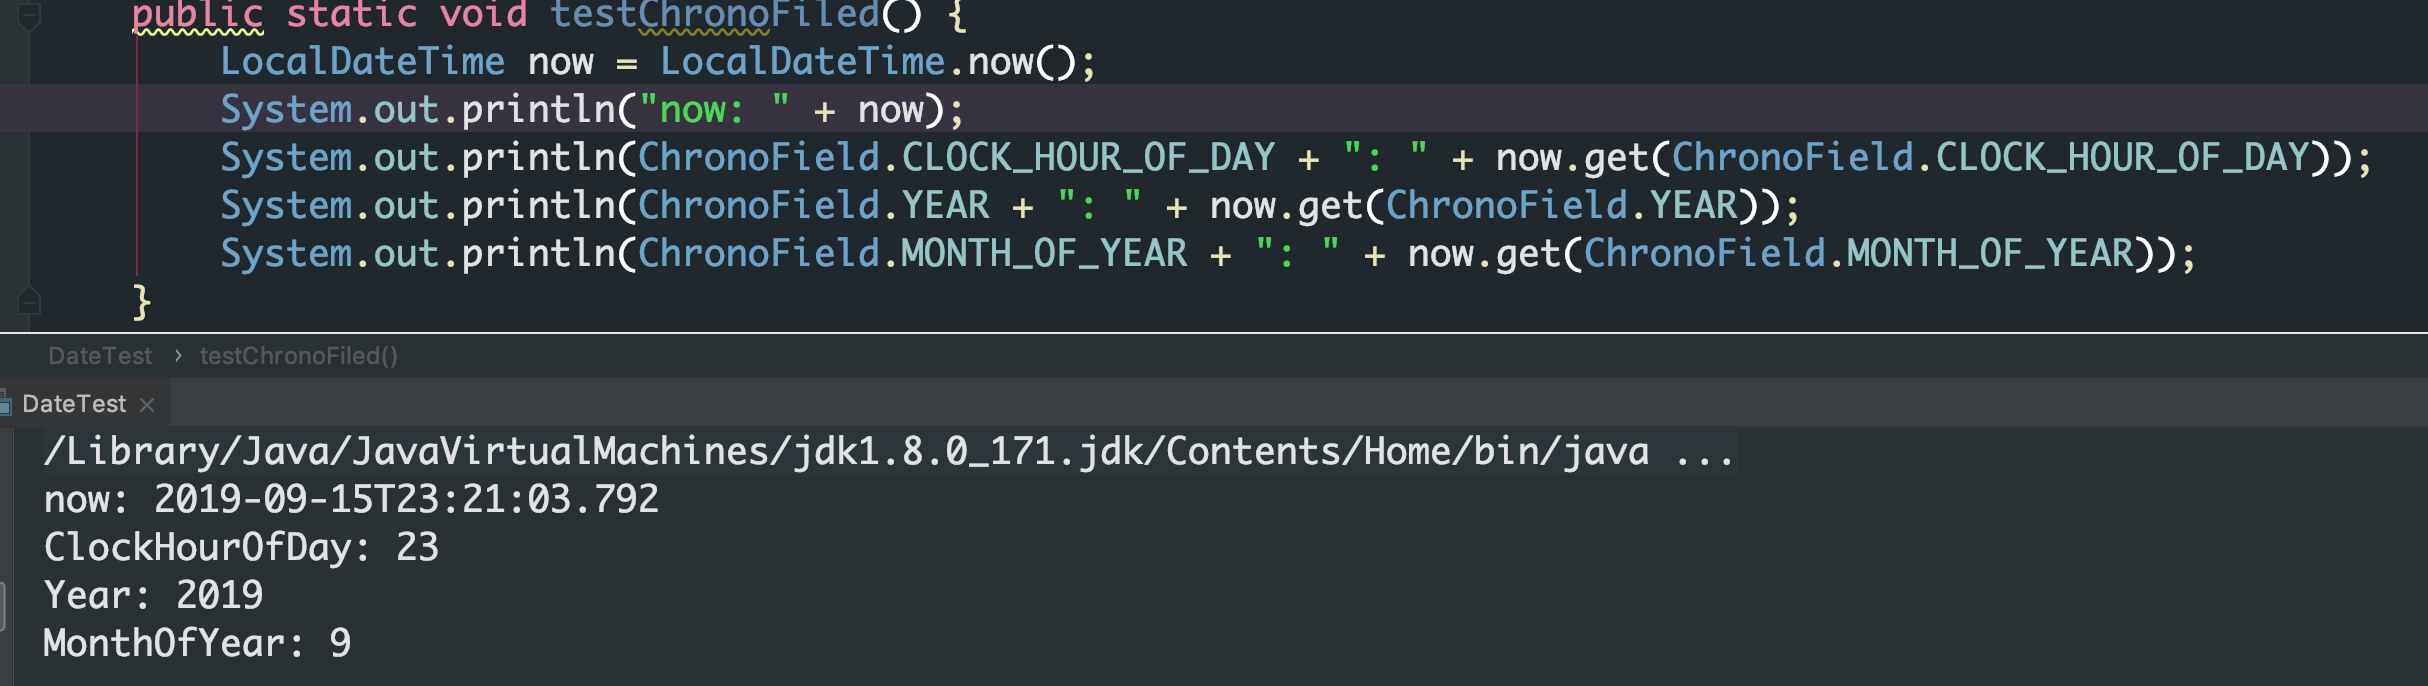 public static void testChronoFiled() {
LocalDateTime now = LocalDateTime.now();
System.out.println("now: " + now);
System.out.println(ChronoField.CLOCK_HOUR_OF_DAY + ": " + now.get(ChronoField.CLOCK_HOUR_OF_DAY));
System.out.println(ChronoField.YEAR + ": " + now.get(ChronoField.YEAR));
System.out.println(ChronoField.MONTH_OF_YEAR + ": " + now.get(ChronoField.MONTH_OF_YEAR));
}
DateTest › testChronoFiled()
DateTest ×
/Library/Java/JavaVirtualMachines/jdk1.8.0_171.jdk/Contents/Home/bin/java ...
now: 2019-09-15T23:21:03.792
ClockHourOfDay: 23
Year: 2019
MonthOfYear: 9